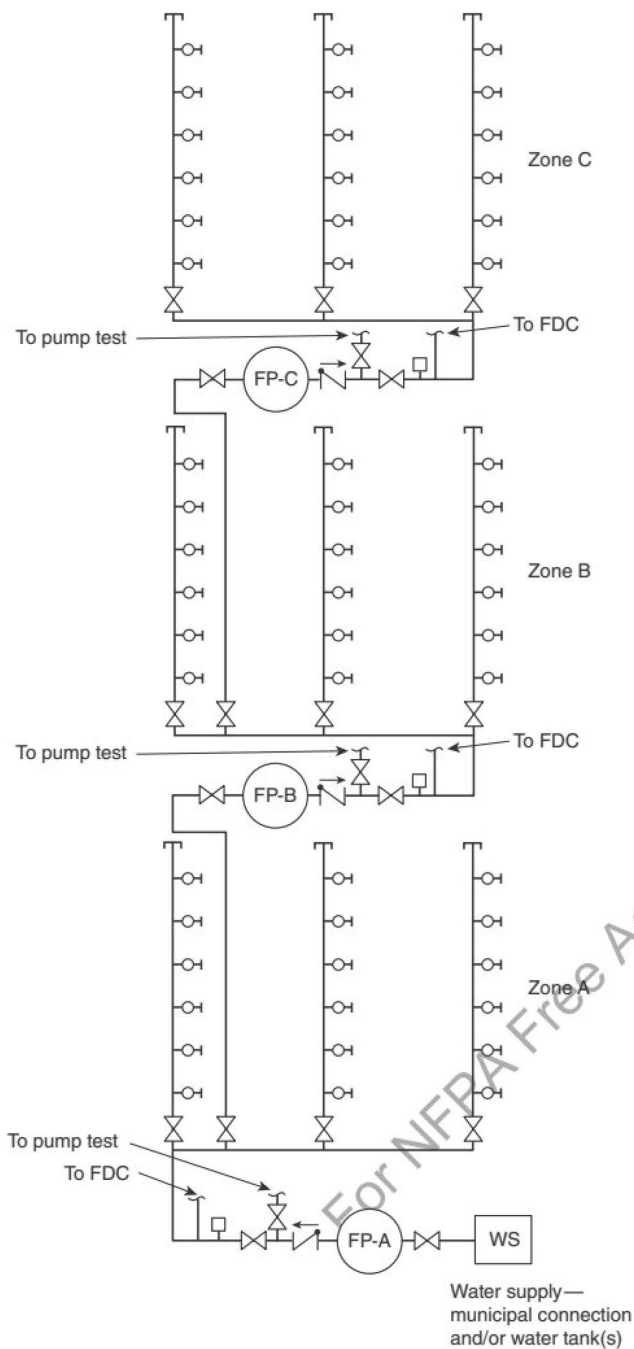 Zone C
To pump test
To FDC
FP-C
Zone B
To pump test
To FDC
FP-B
Zone A
For NFPA Free A
To pump test
To FDC
FP-A
WS
Water supply—
municipal connection
and/or water tank(s)